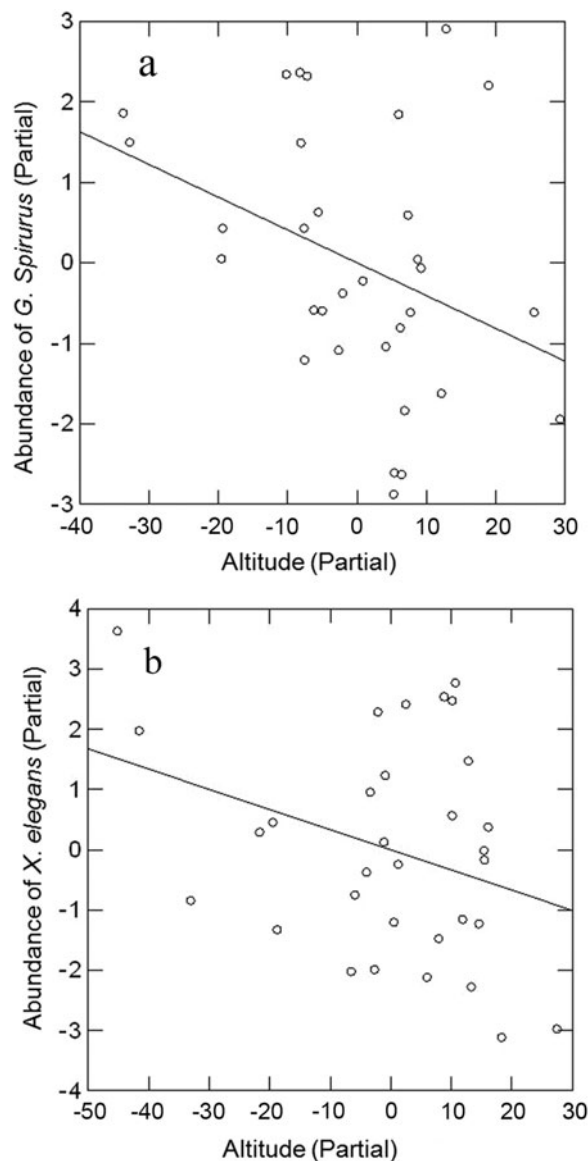 a
3
2
1
0
-1
-2
-3
Abundance of G. Spirurus (Partial)
-40 -30 -20 -10 0 10 20 30
Altitude (Partial)
b
4
3
2
1
0
-1
-2
-3
-4
Abundance of X. elegans (Partial)
-50 -40 -30 -20 -10 0 10 20 30
Altitude (Partial)